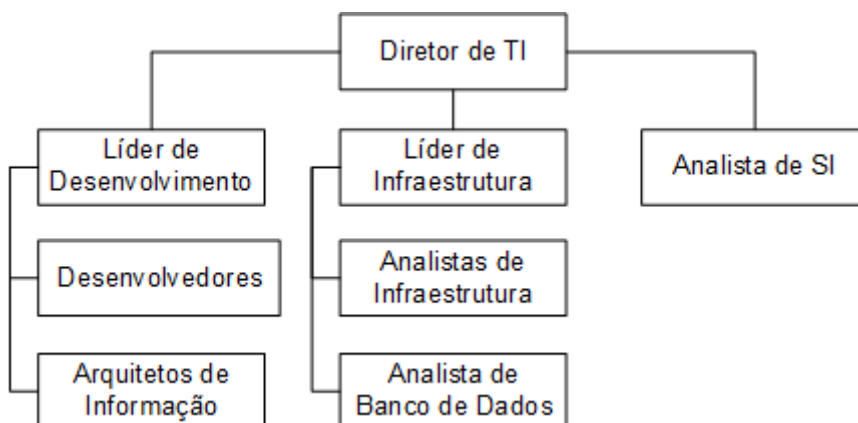 Diretor de TI
Líder de
Desenvolvimento
Líder de
Infraestrutura
Analista de SI
Desenvolvedores
Analistas de
Infraestrutura
Arquitetos de
Informação
Analista de
Banco de Dados